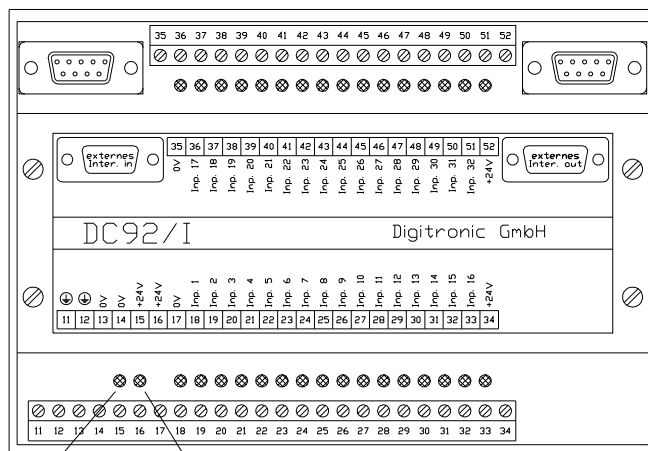 35 36 37 38 39 40 41 42 43 44 45 46 47 48 49 50 51 52
externes
Inter. in
35 36 37 38 39 40 41 42 43 44 45 46 47 48 49 50 51 52
externes
Inter. out
0V Inp. 17 Inp. 18 Inp. 19 Inp. 20 Inp. 21 Inp. 22 Inp. 23 Inp. 24 Inp. 25 Inp. 26 Inp. 27 Inp. 28 Inp. 29 Inp. 30 Inp. 31 Inp. 32 +24V
DC92/I Digitronic GmbH
0V 0V +24V +24V 0V Inp. 1 Inp. 2 Inp. 3 Inp. 4 Inp. 5 Inp. 6 Inp. 7 Inp. 8 Inp. 9 Inp. 10 Inp. 11 Inp. 12 Inp. 13 Inp. 14 Inp. 15 Inp. 16 +24V
11 12 13 14 15 16 17 18 19 20 21 22 23 24 25 26 27 28 29 30 31 32 33 34
11 12 13 14 15 16 17 18 19 20 21 22 23 24 25 26 27 28 29 30 31 32 33 34